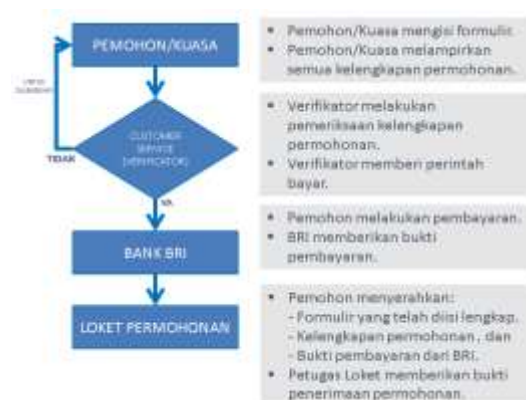 PEMOHON/KUASA
Pemohon/Kuasa mengisi formulir.
Pemohon/Kuasa melampirkan
semua kelengkapan permohonan.
CUSTOMER
SERVICE
(VERIFICATOR)
TIDAK
YA
Verifikator melakukan
pemeriksaan kelengkapan
permohonan.
Verifikator memberi perintah
bayar.
BANK BRI
Pemohon melakukan pembayaran.
BRI memberikan bukti
pembayaran.
LOKET PERMOHONAN
Pemohon menyerahkan:
- Formulir yang telah diisi lengkap.
- Kelengkapan permohonan , dan
- Bukti pembayaran dari BRI.
Petugas Loket memberikan bukti
penerimaan permohonan.